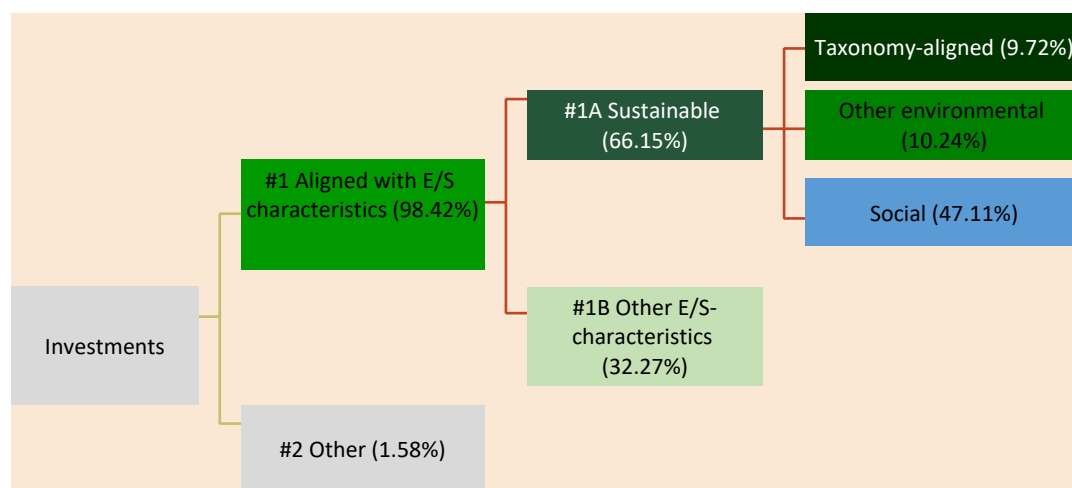 Investments
#1 Aligned with E/S
characteristics (98.42%)
#2 Other (1.58%)
#1A Sustainable
(66.15%)
#1B Other E/S-
characteristics
(32.27%)
Taxonomy-aligned (9.72%)
Other environmental
(10.24%)
Social (47.11%)